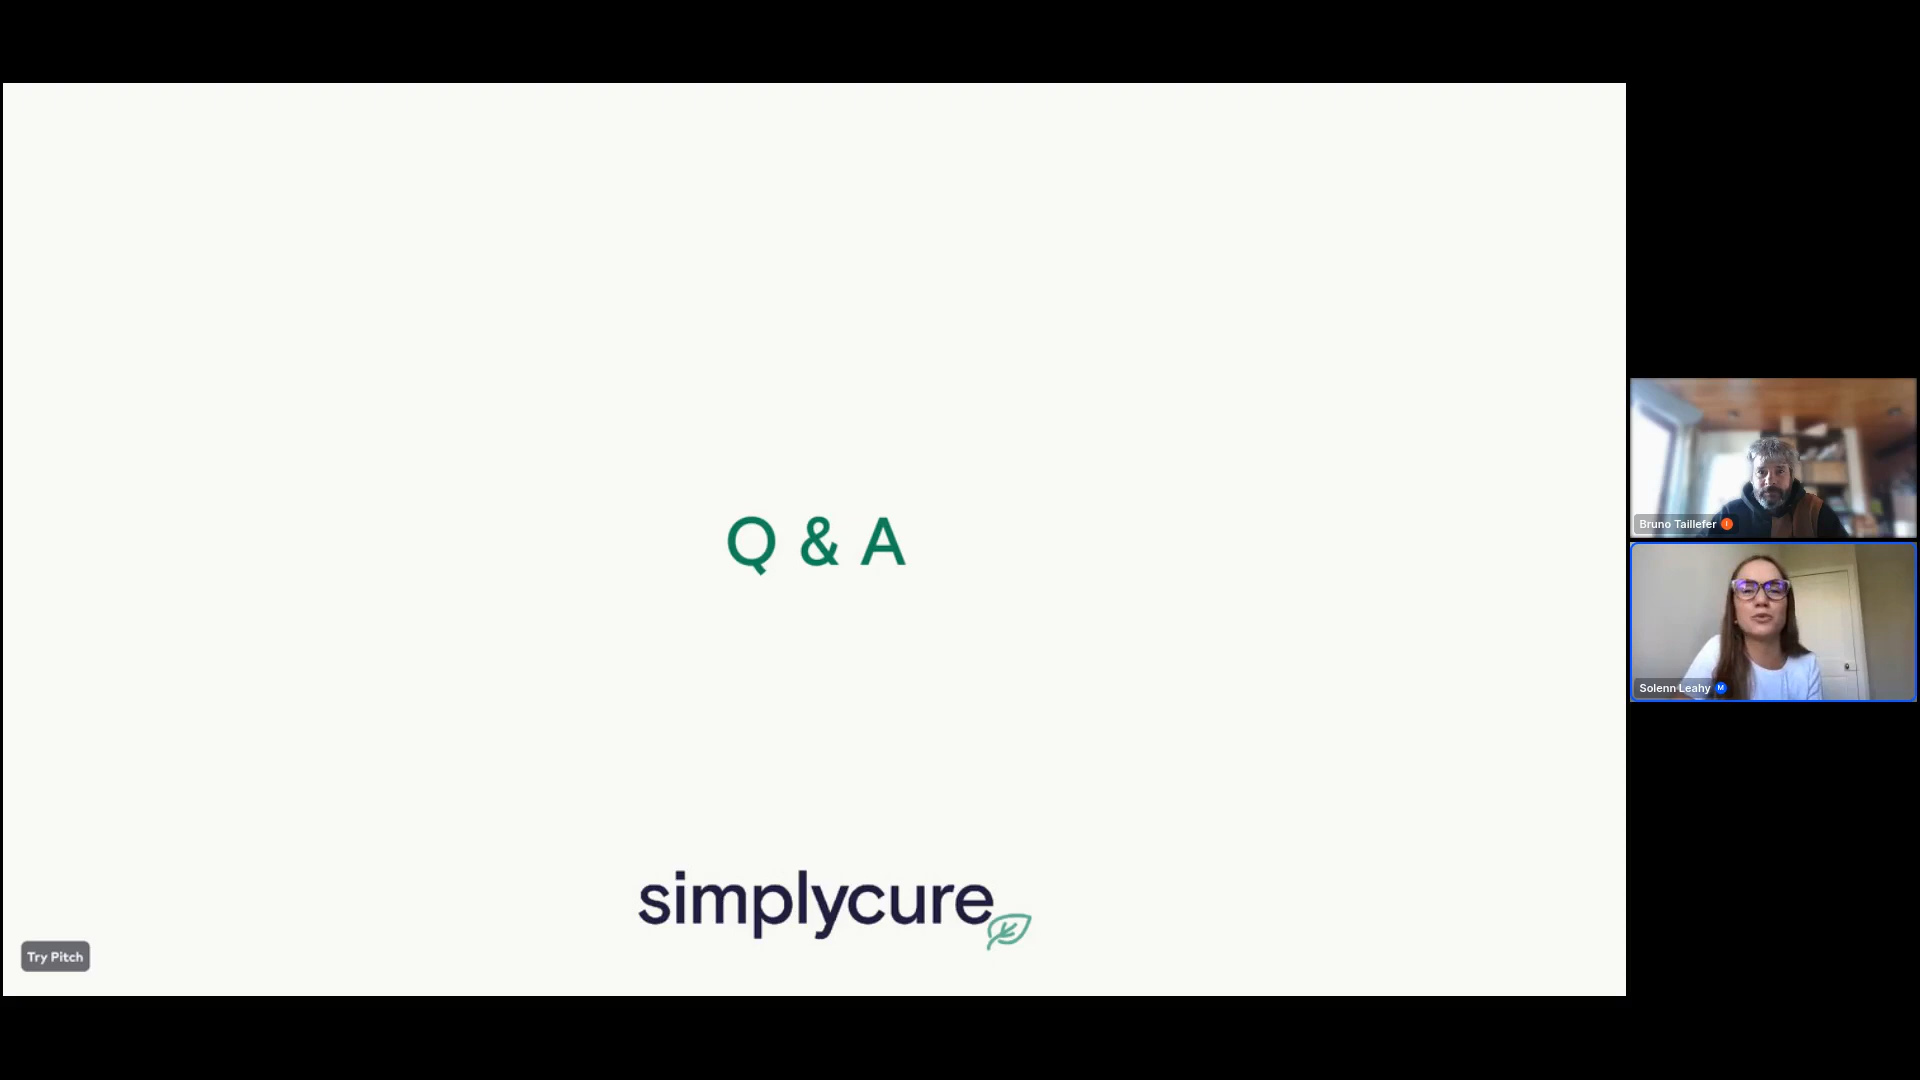 Q & A
simplycure
Try Pitch
Bruno Taillefer
Solenn Leahy M